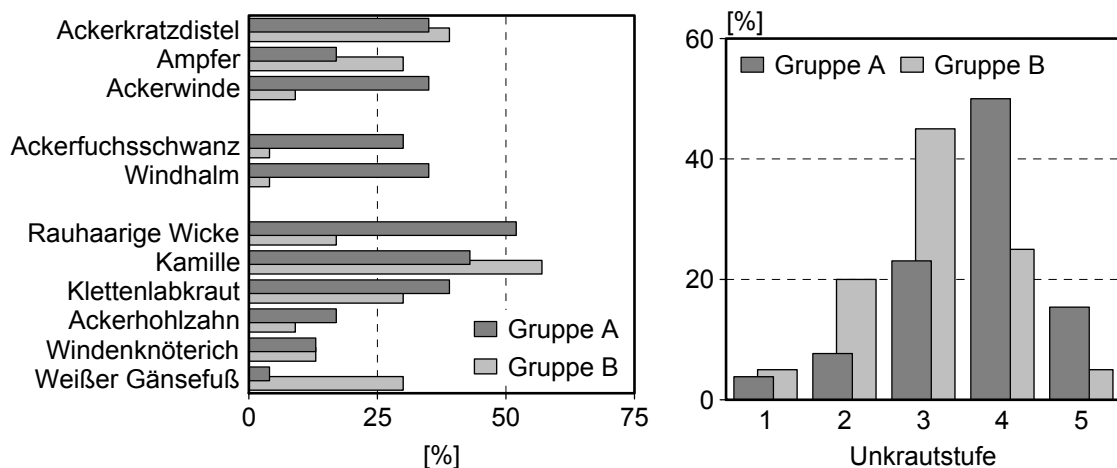 Ackerkratzdistel
Ampfer
Ackerwinde
Ackerfuchsschwanz
Windhalm
Rauhaarige Wicke
Kamille
Klettenlabkraut
Ackerhohlzahn
Windenknöterich
Weißer Gänsefuß
Gruppe A
Gruppe B
0 25 50 75
[%]
[%]
60
40
20
0
Gruppe A Gruppe B
1 2 3 4 5
Unkrautstufe